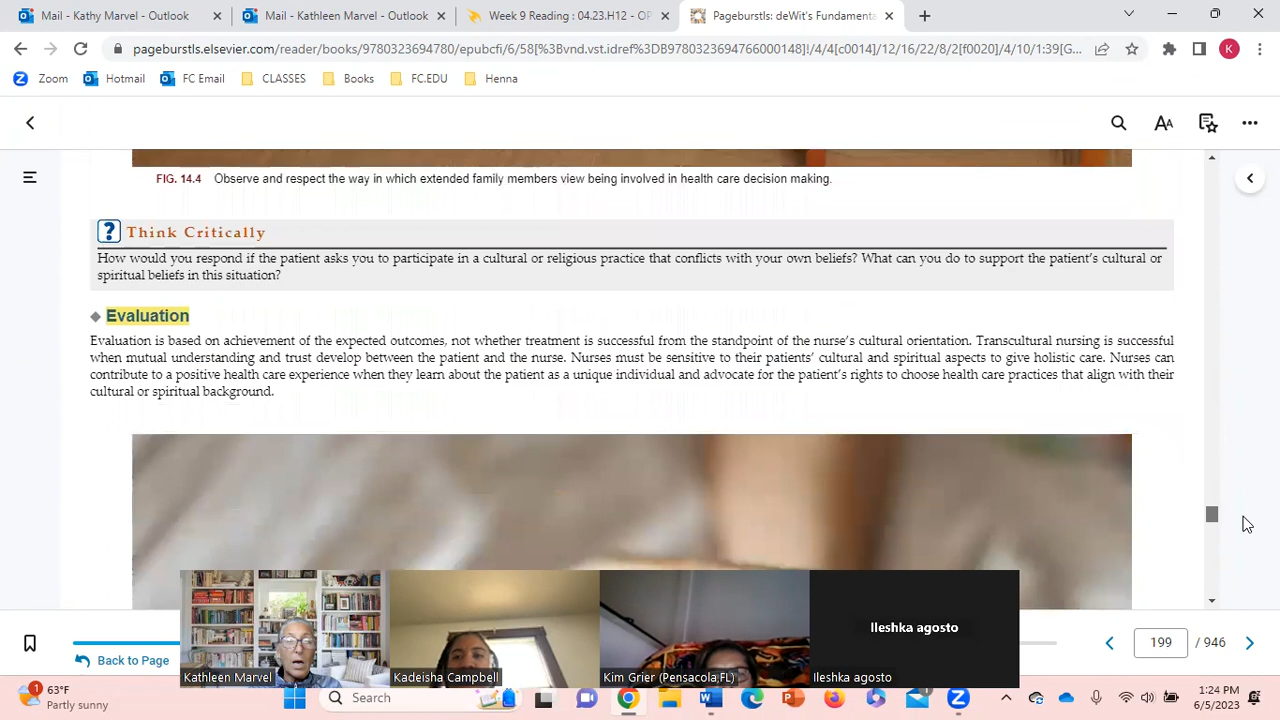 Mail - Kathy Marvel - Outlook
Mail - Kathleen Marvel - Outlook
Week 9 Reading : 04.23.H12 - OP
Pageburstls: deWit's Fundament
pageburstls.elsevier.com/reader/books/9780323694780/epubcfi/6/58[%3Bvnd.vst.idref%3DB9780323694766000148]!/4/4[c0014]/12/16/22/8/2[f0020]/4/10/1:39[G...
K
Zoom
Hotmail
FC Email
CLASSES
Books
FC.EDU
Henna
AA
FIG. 14.4 Observe and respect the way in which extended family members view being involved in health care decision making.
? Think Critically
How would you respond if the patient asks you to participate in a cultural or religious practice that conflicts with your own beliefs? What can you do to support the patient's cultural or
spiritual beliefs in this situation?
Evaluation
Evaluation is based on achievement of the expected outcomes, not whether treatment is successful from the standpoint of the nurse's cultural orientation. Transcultural nursing is successful
when mutual understanding and trust develop between the patient and the nurse. Nurses must be sensitive to their patients' cultural and spiritual aspects to give holistic care. Nurses can
contribute to a positive health care experience when they learn about the patient as a unique individual and advocate for the patient's rights to choose health care practices that align with their
cultural or spiritual background.
Ileshka agosto
Kathleen Marvel
Kadeisha Campbell
Kim Grier (Pensacola,FL)
Ileshka agosto
Back to Page
199 / 946
1
63°F
Partly sunny
Search
1:24 PM
6/5/2023